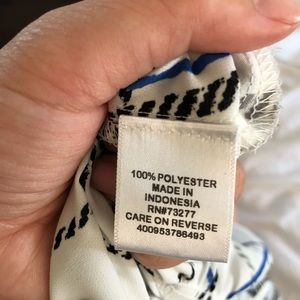 100% POLYESTER
MADE IN
INDONESIA
RN#73277
CARE ON REVERSE
400953786493